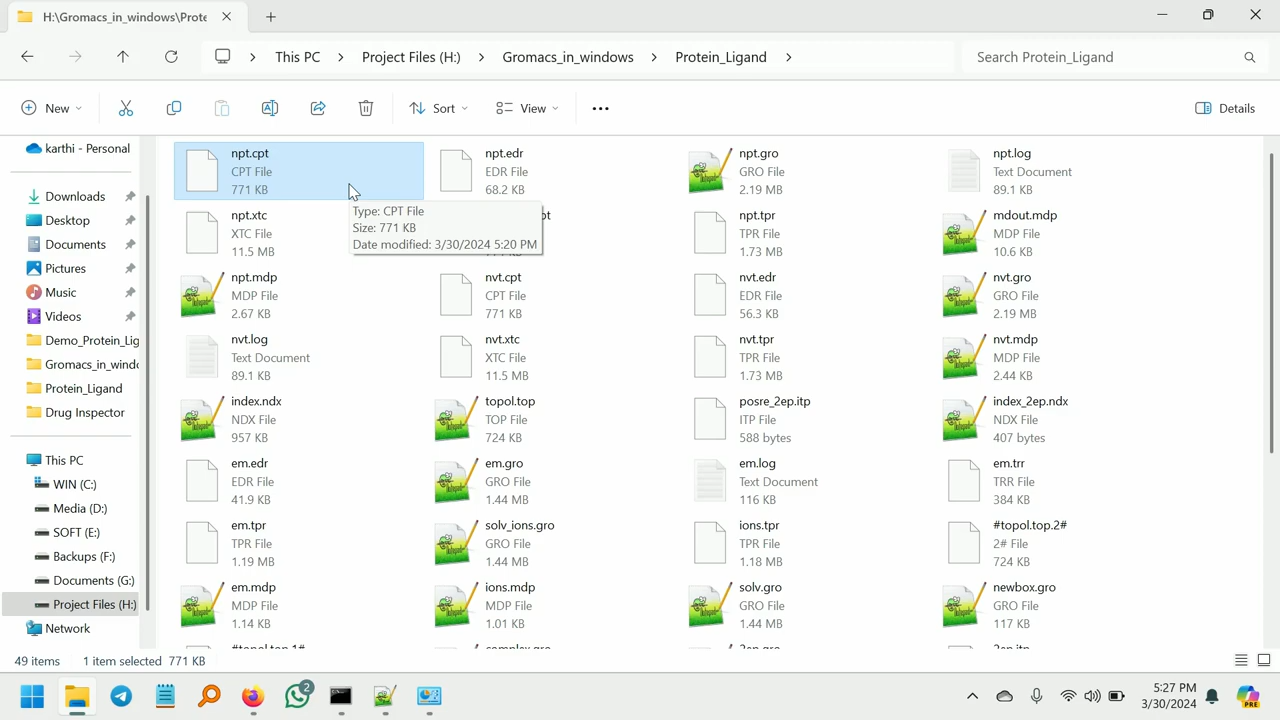 H:\Gromacs_in_windows\Prote
This PC
Project Files (H:)
Gromacs_in_windows
Protein_Ligand
Search Protein_Ligand
New
Sort
View
Details
karthi - Personal
Downloads
Desktop
Documents
Pictures
Music
Videos
Demo_Protein_Lig
Gromacs_in_windo
Protein_Ligand
Drug Inspector
This PC
WIN (C:)
Media (D:)
SOFT (E:)
Backups (F:)
Documents (G:)
Project Files (H:)
Network
npt.cpt
CPT File
771 KB
npt.edr
EDR File
68.2 KB
npt.gro
GRO File
2.19 MB
npt.log
Text Document
89.1 KB
npt.xtc
XTC File
11.5 MB
Type: CPT File
Size: 771 KB
Date modified: 3/30/2024 5:20 PM
npt.tpr
TPR File
1.73 MB
mdout.mdp
MDP File
10.6 KB
npt.mdp
MDP File
2.67 KB
nvt.cpt
CPT File
771 KB
nvt.edr
EDR File
56.3 KB
nvt.gro
GRO File
2.19 MB
nvt.log
Text Document
89.1 KB
nvt.xtc
XTC File
11.5 MB
nvt.tpr
TPR File
1.73 MB
nvt.mdp
MDP File
2.44 KB
index.ndx
NDX File
957 KB
topol.top
TOP File
724 KB
posre_2ep.itp
ITP File
588 bytes
index_2ep.ndx
NDX File
407 bytes
em.edr
EDR File
41.9 KB
em.gro
GRO File
1.44 MB
em.log
Text Document
116 KB
em.trr
TRR File
384 KB
em.tpr
TPR File
1.19 MB
solv_ions.gro
GRO File
1.44 MB
ions.tpr
TPR File
1.18 MB
#topol.top.2#
2# File
724 KB
em.mdp
MDP File
1.14 KB
ions.mdp
MDP File
1.01 KB
solv.gro
GRO File
1.44 MB
newbox.gro
GRO File
117 KB
49 items
1 item selected 771 KB
2
5:27 PM
3/30/2024
PRE